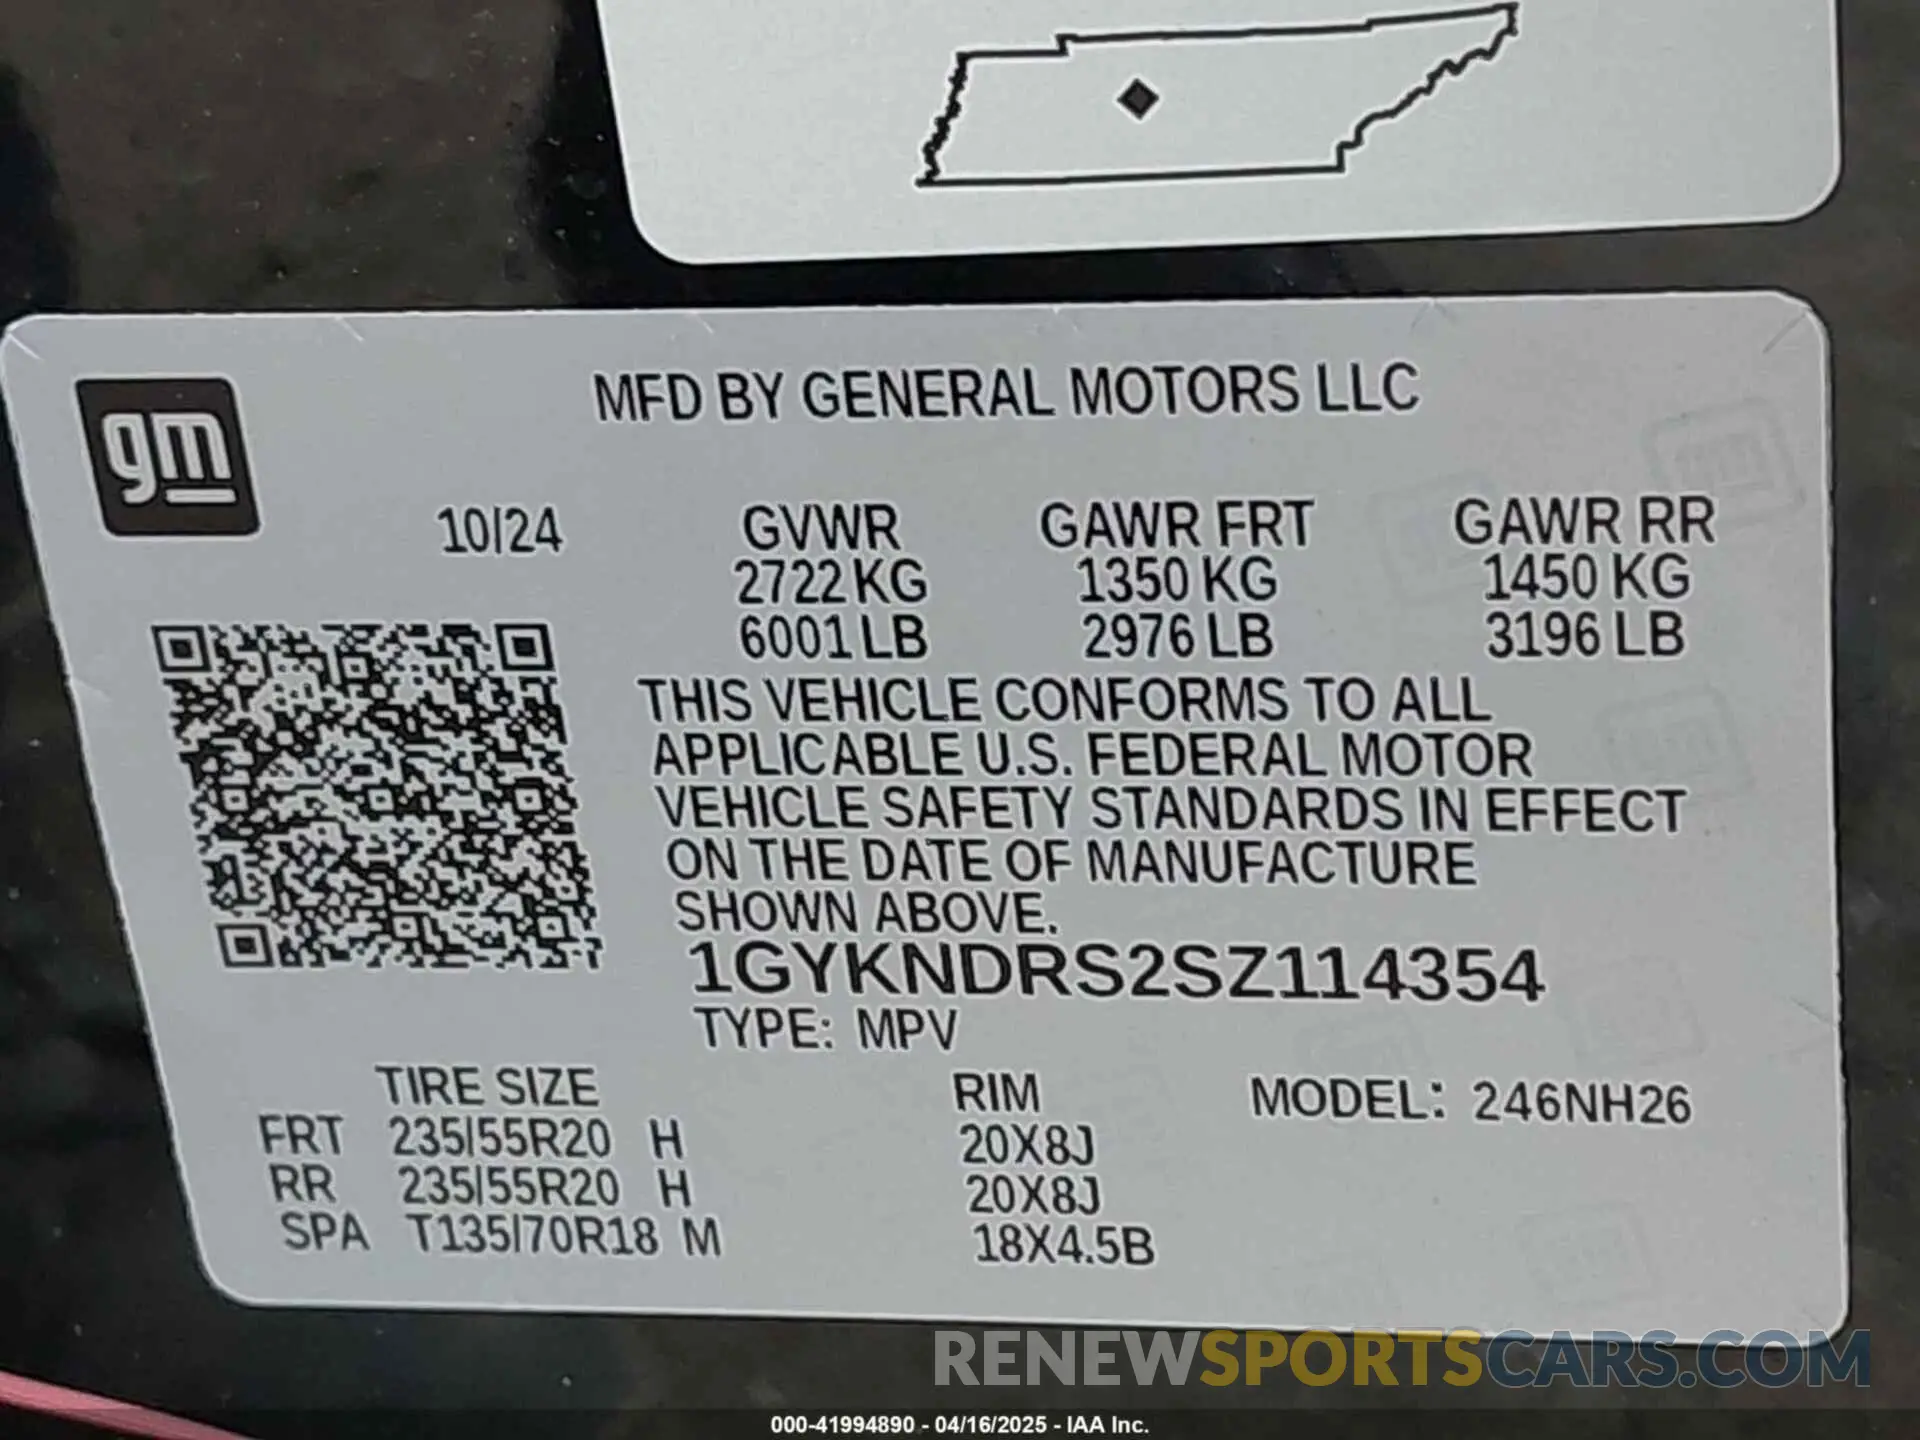 gm
MFD BY GENERAL MOTORS LLC
10/24 GVWR GAWR FRT GAWR RR
2722 KG 1350 KG 1450 KG
6001 LB 2976 LB 3196 LB
THIS VEHICLE CONFORMS TO ALL
APPLICABLE U.S. FEDERAL MOTOR
VEHICLE SAFETY STANDARDS IN EFFECT
ON THE DATE OF MANUFACTURE
SHOWN ABOVE.
1GYKNDRS2SZ114354
TYPE: MPV
TIRE SIZE RIM MODEL: 246NH26
FRT 235/55R20 H 20X8J
RR 235/55R20 H 20X8J
SPA T135/70R18 M 18X4.5B
RENEWSPORTSCARS.COM
000-41994890 - 04/16/2025 - IAA Inc.